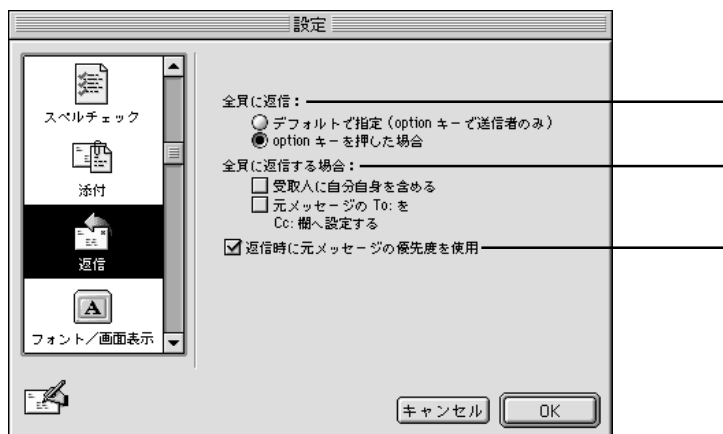 設定
スペルチェック
添付
返信
フォント／画面表示
全員に返信：
デフォルトで指定（option キーで送信者のみ）
option キーを押した場合
全員に返信する場合：
受取人に自分自身を含める
元メッセージの To: を
Cc: 欄へ設定する
返信時に元メッセージの優先度を使用
キャンセル
OK